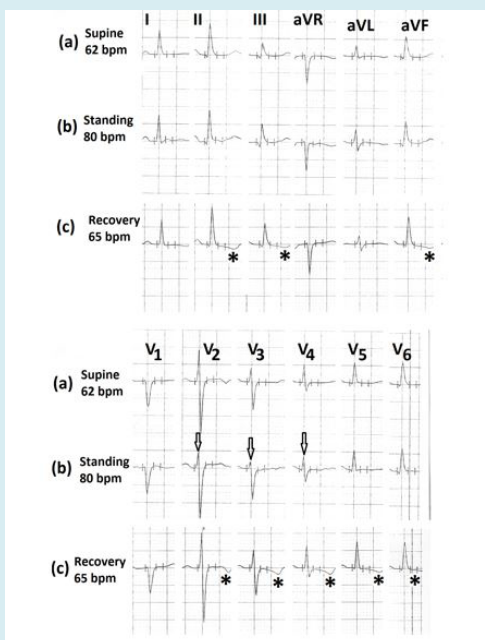 I II III aVR aVL aVF
(a) Supine
62 bpm
(b) Standing
80 bpm
(c) Recovery
65 bpm
* * *
V1 V2 V3 V4 V5 V6
(a) Supine
62 bpm
(b) Standing
80 bpm
(c) Recovery
65 bpm
* * * * *